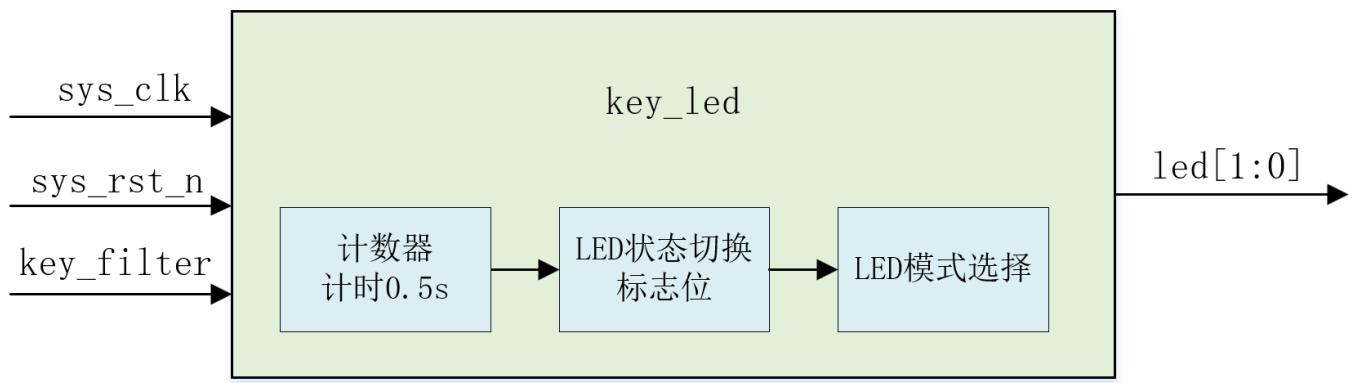 sys_clk
key_led
led[1:0]
sys_rst_n
key_filter
计数器
计时0.5s
LED状态切换
标志位
LED模式选择